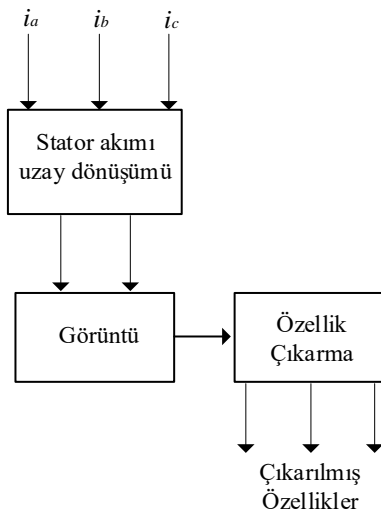 ia ib ic
Stator akımı
uzay dönüşümü
Görüntü
Özellik
Çıkarma
Çıkarılmış
Özellikler